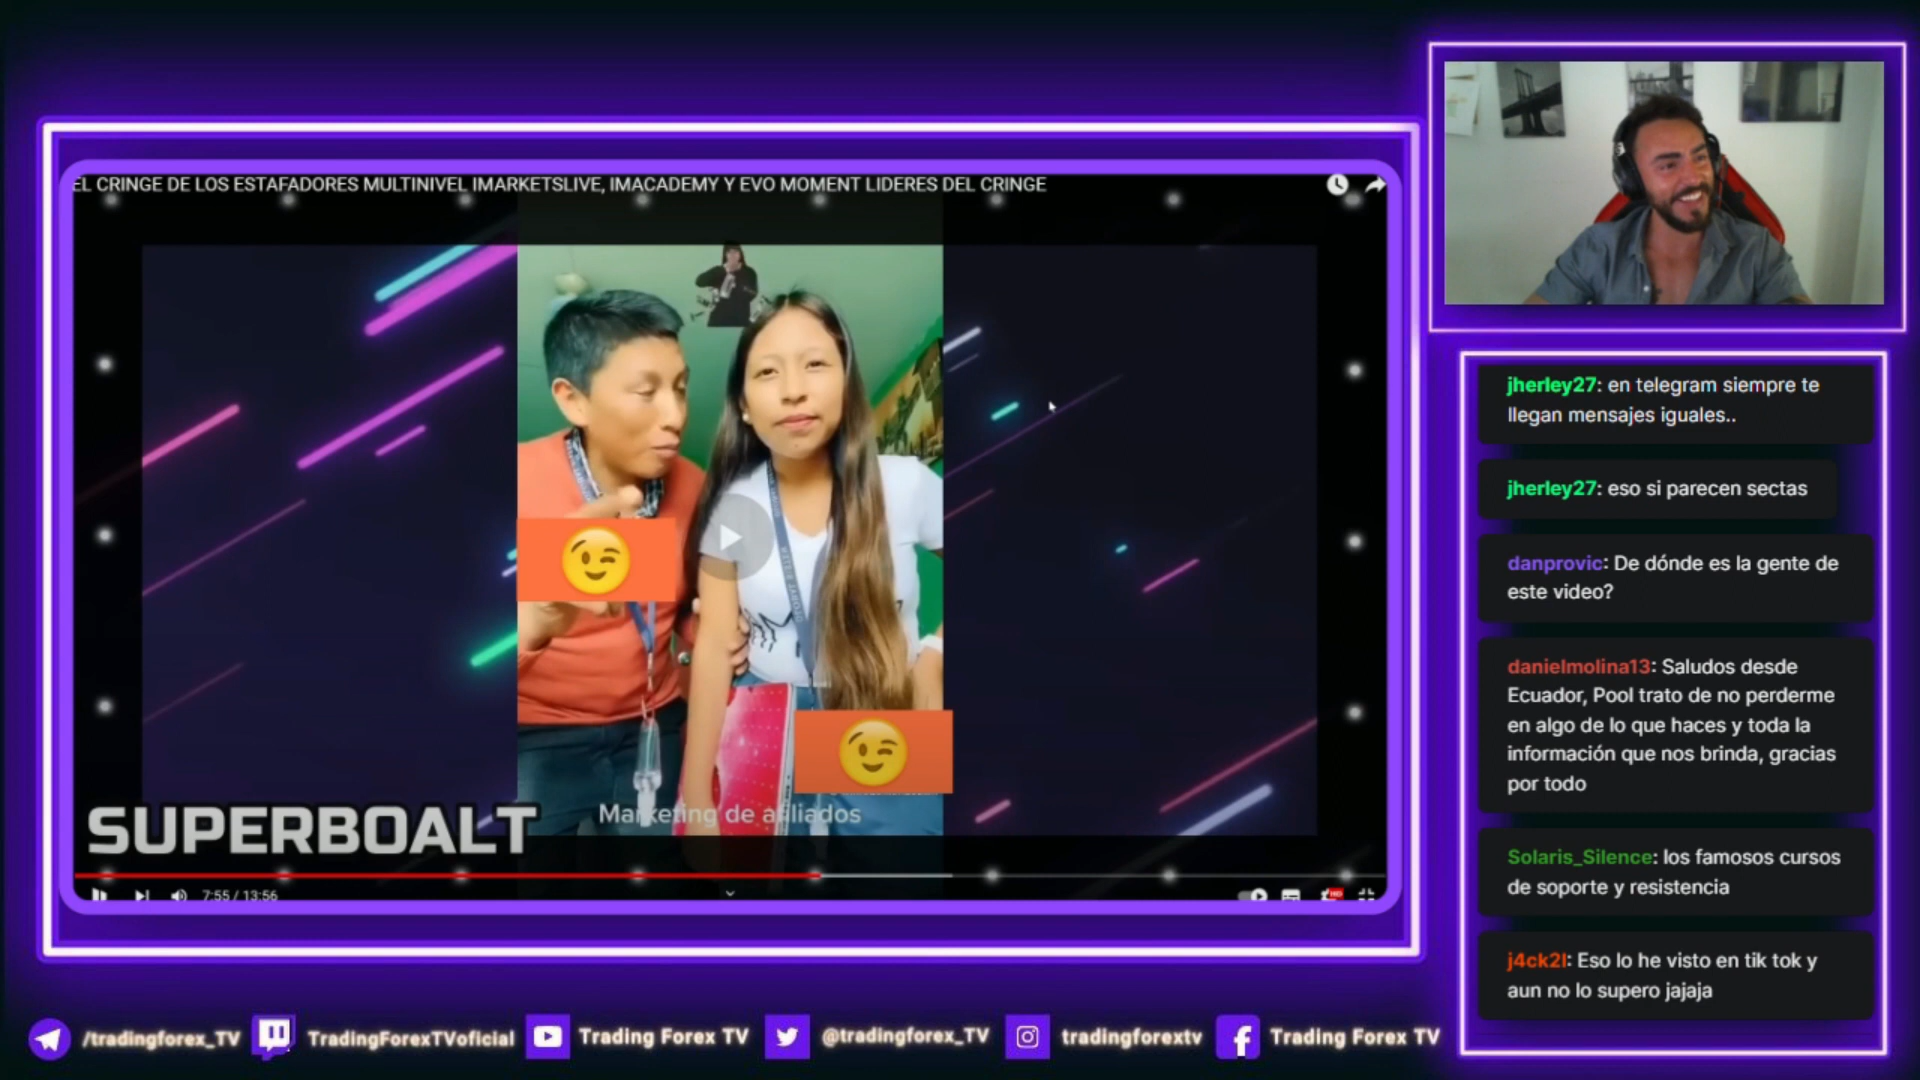 EL CRINGE DE LOS ESTAFADORES MULTINIVEL IMARKETSLIVE, IMACADEMY Y EVO MOMENT LIDERES DEL CRINGE
Marketing de afiliados
SUPERBOALT
7:55 / 13:56
HD
jherley27: en telegram siempre te
llegan mensajes iguales..
jherley27: eso si parecen sectas
danprovic: De dónde es la gente de
este video?
danielmolina13: Saludos desde
Ecuador, Pool trato de no perderme
en algo de lo que haces y toda la
información que nos brinda, gracias
por todo
Solaris_Silence: los famosos cursos
de soporte y resistencia
j4ck2l: Eso lo he visto en tik tok y
aun no lo supero jajaja
/tradingforex_TV TradingForexTVoficial Trading Forex TV @tradingforex_TV tradingforextv Trading Forex TV